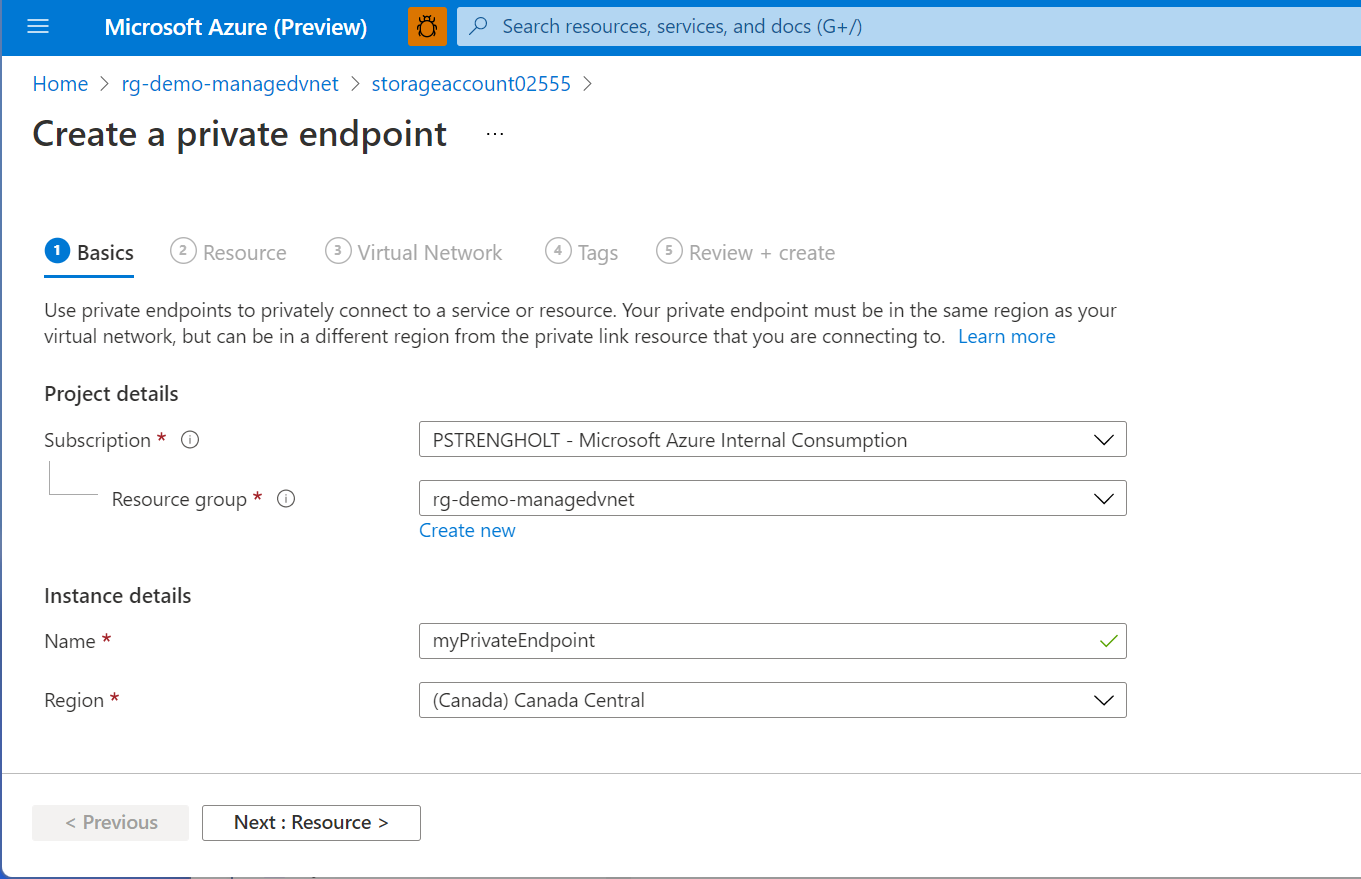 Microsoft Azure (Preview)
Search resources, services, and docs (G+/)
Home > rg-demo-managedvnet > storageaccount02555 >
Create a private endpoint ...
1 Basics 2 Resource 3 Virtual Network 4 Tags 5 Review + create
Use private endpoints to privately connect to a service or resource. Your private endpoint must be in the same region as your
virtual network, but can be in a different region from the private link resource that you are connecting to. Learn more
Project details
Subscription * PSTRENGHOLT - Microsoft Azure Internal Consumption
Resource group * rg-demo-managedvnet
Create new
Instance details
Name * myPrivateEndpoint
Region * (Canada) Canada Central
< Previous Next : Resource >